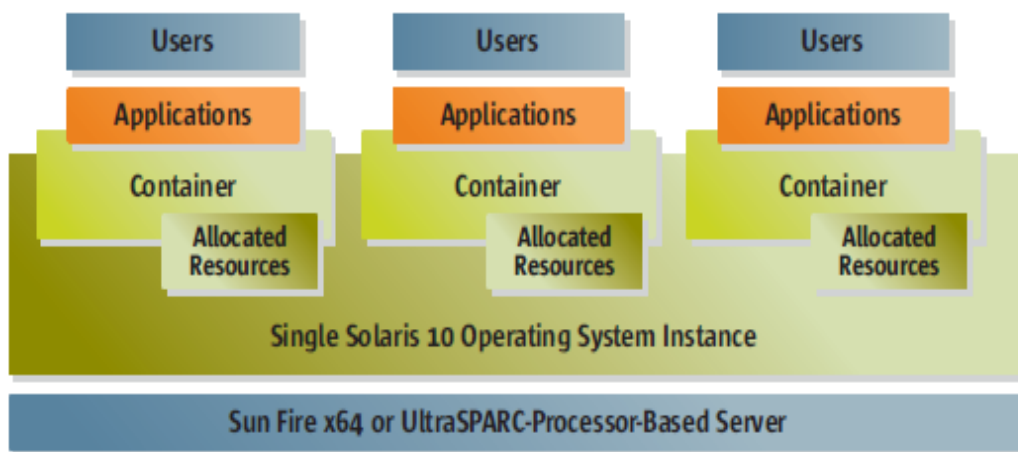 Users
Users
Users
Applications
Applications
Applications
Container
Container
Container
Allocated
Resources
Allocated
Resources
Allocated
Resources
Single Solaris 10 Operating System Instance
Sun Fire x64 or UltraSPARC-Processor-Based Server